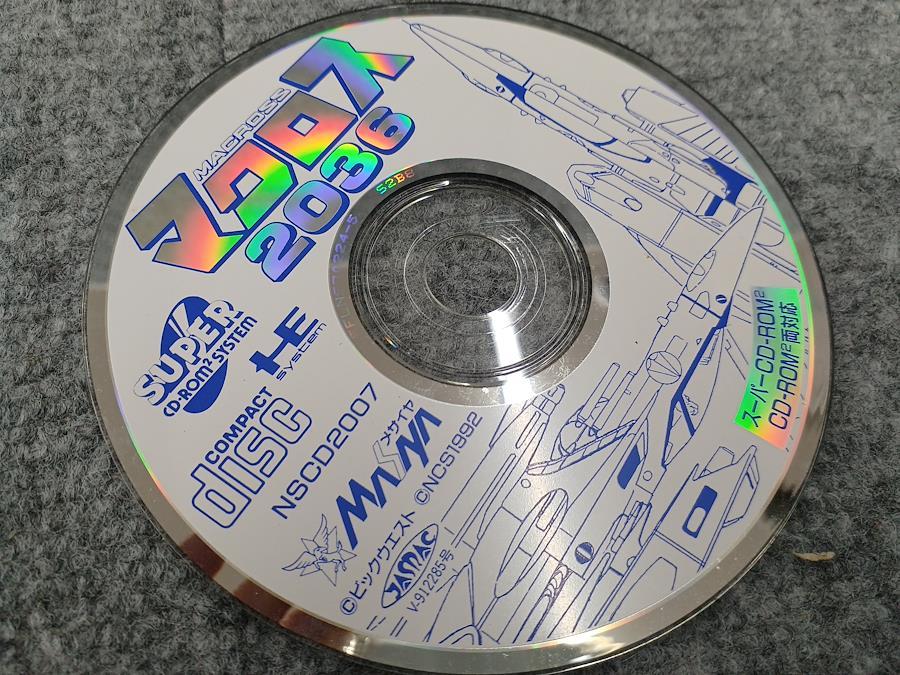 MACROSS
マクロス
2036
S2B8
SUPER
CD-ROM² SYSTEM
HE
system
COMPACT
disc
NSCD2007
メサイヤ
MASAYA
©ビックウエスト ©NCS1992
JASRAC
V-912285号
スーパーCD-ROM²
CD-ROM²両対応